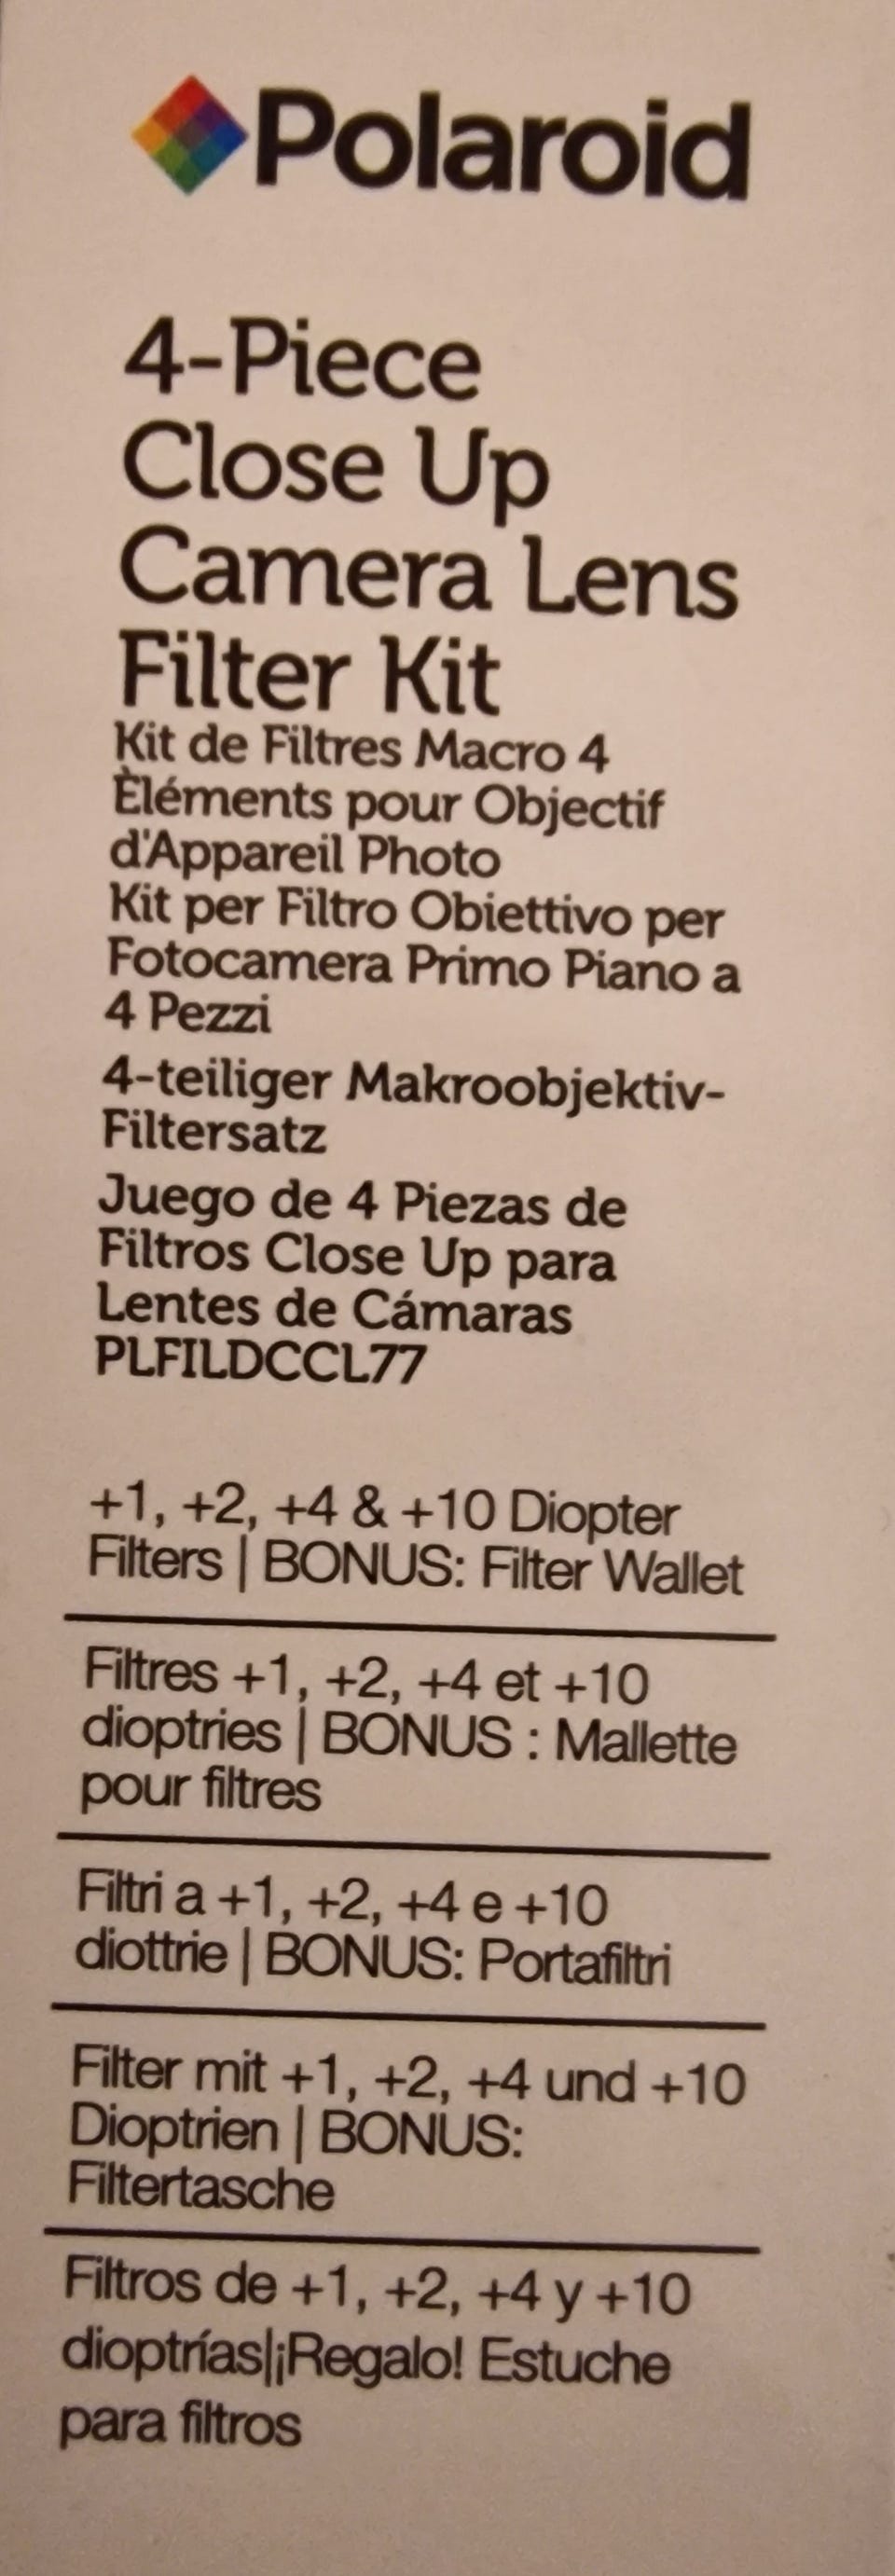 Polaroid
4-Piece
Close Up
Camera Lens
Filter Kit
Kit de Filtres Macro 4
Èléments pour Objectif
d'Appareil Photo
Kit per Filtro Obiettivo per
Fotocamera Primo Piano a
4 Pezzi
4-teiliger Makroobjektiv-
Filtersatz
Juego de 4 Piezas de
Filtros Close Up para
Lentes de Cámaras
PLFILDCCL77
+1, +2, +4 & +10 Diopter
Filters | BONUS: Filter Wallet
Filtres +1, +2, +4 et +10
dioptries | BONUS : Mallette
pour filtres
Filtri a +1, +2, +4 e +10
diottrie | BONUS: Portafiltri
Filter mit +1, +2, +4 und +10
Dioptrien | BONUS:
Filtertasche
Filtros de +1, +2, +4 y +10
dioptrías|¡Regalo! Estuche
para filtros